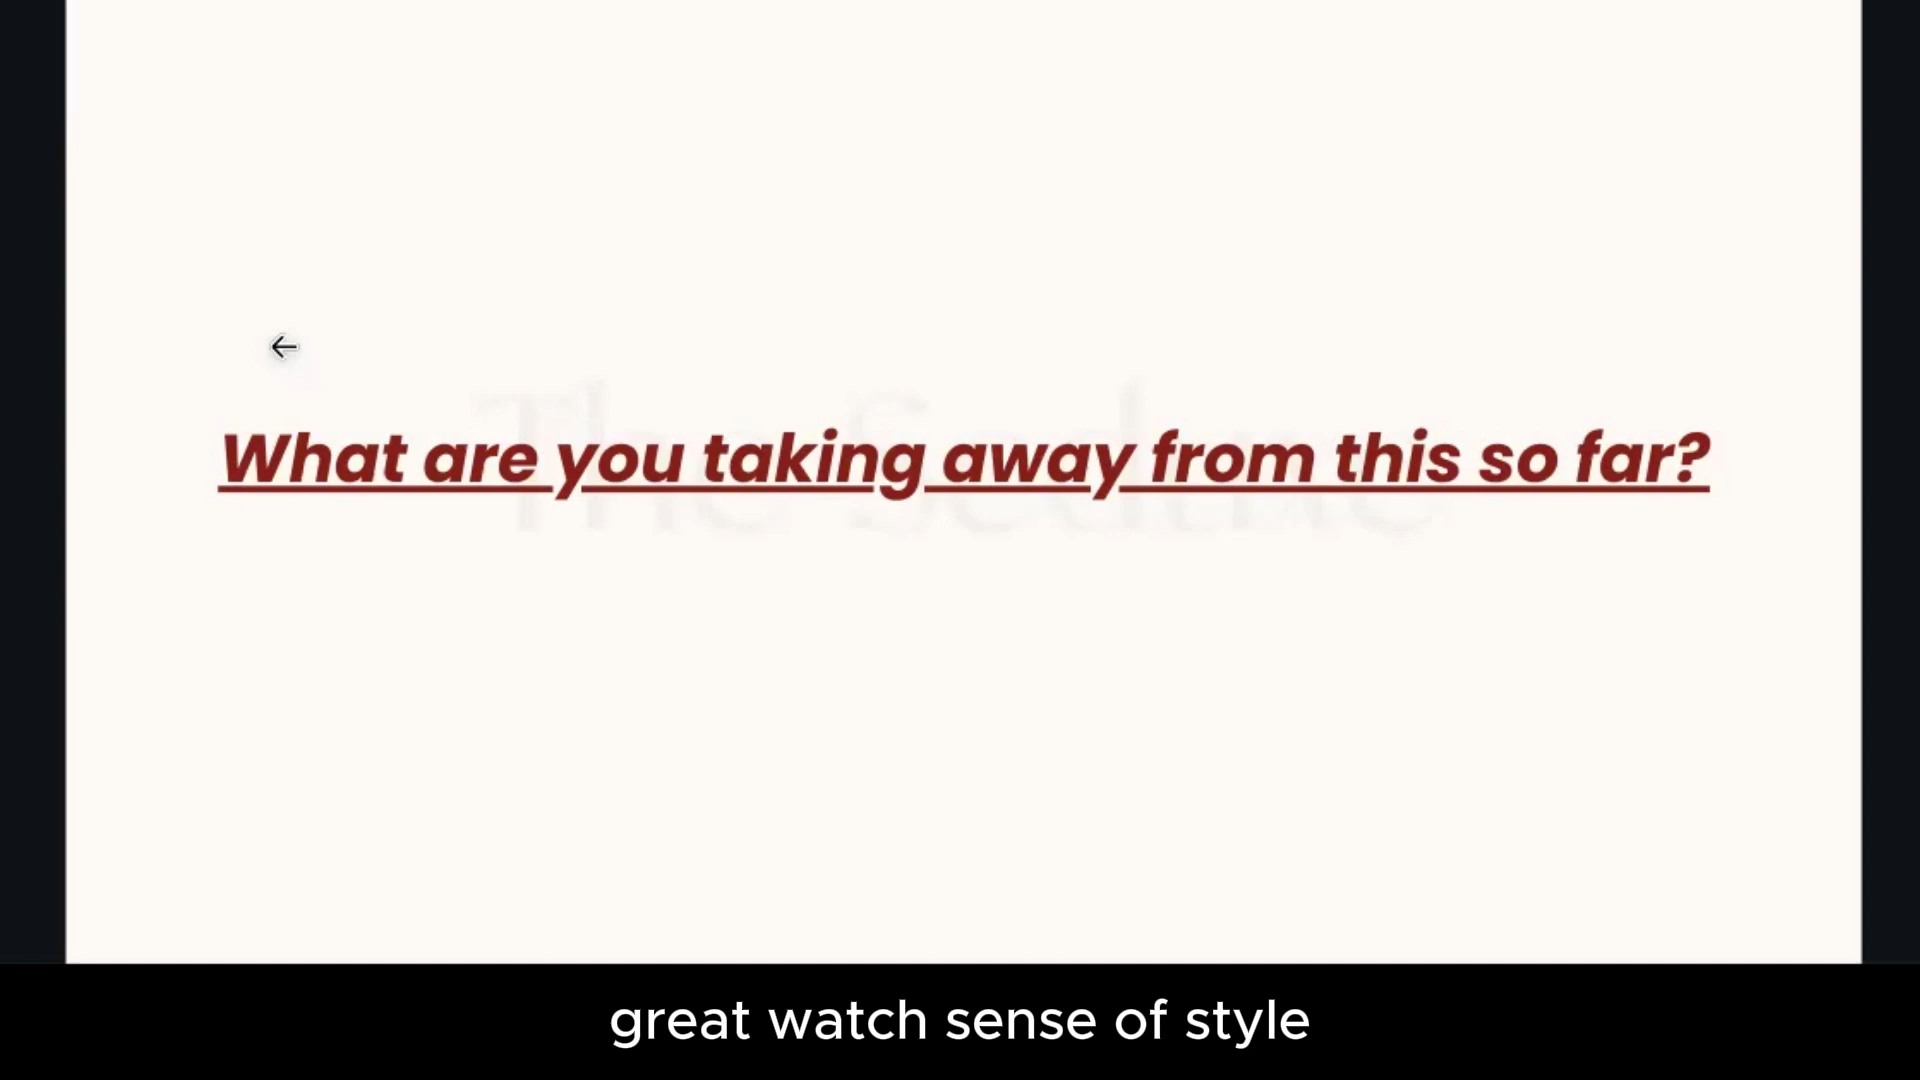 What are you taking away from this so far?
great watch sense of style